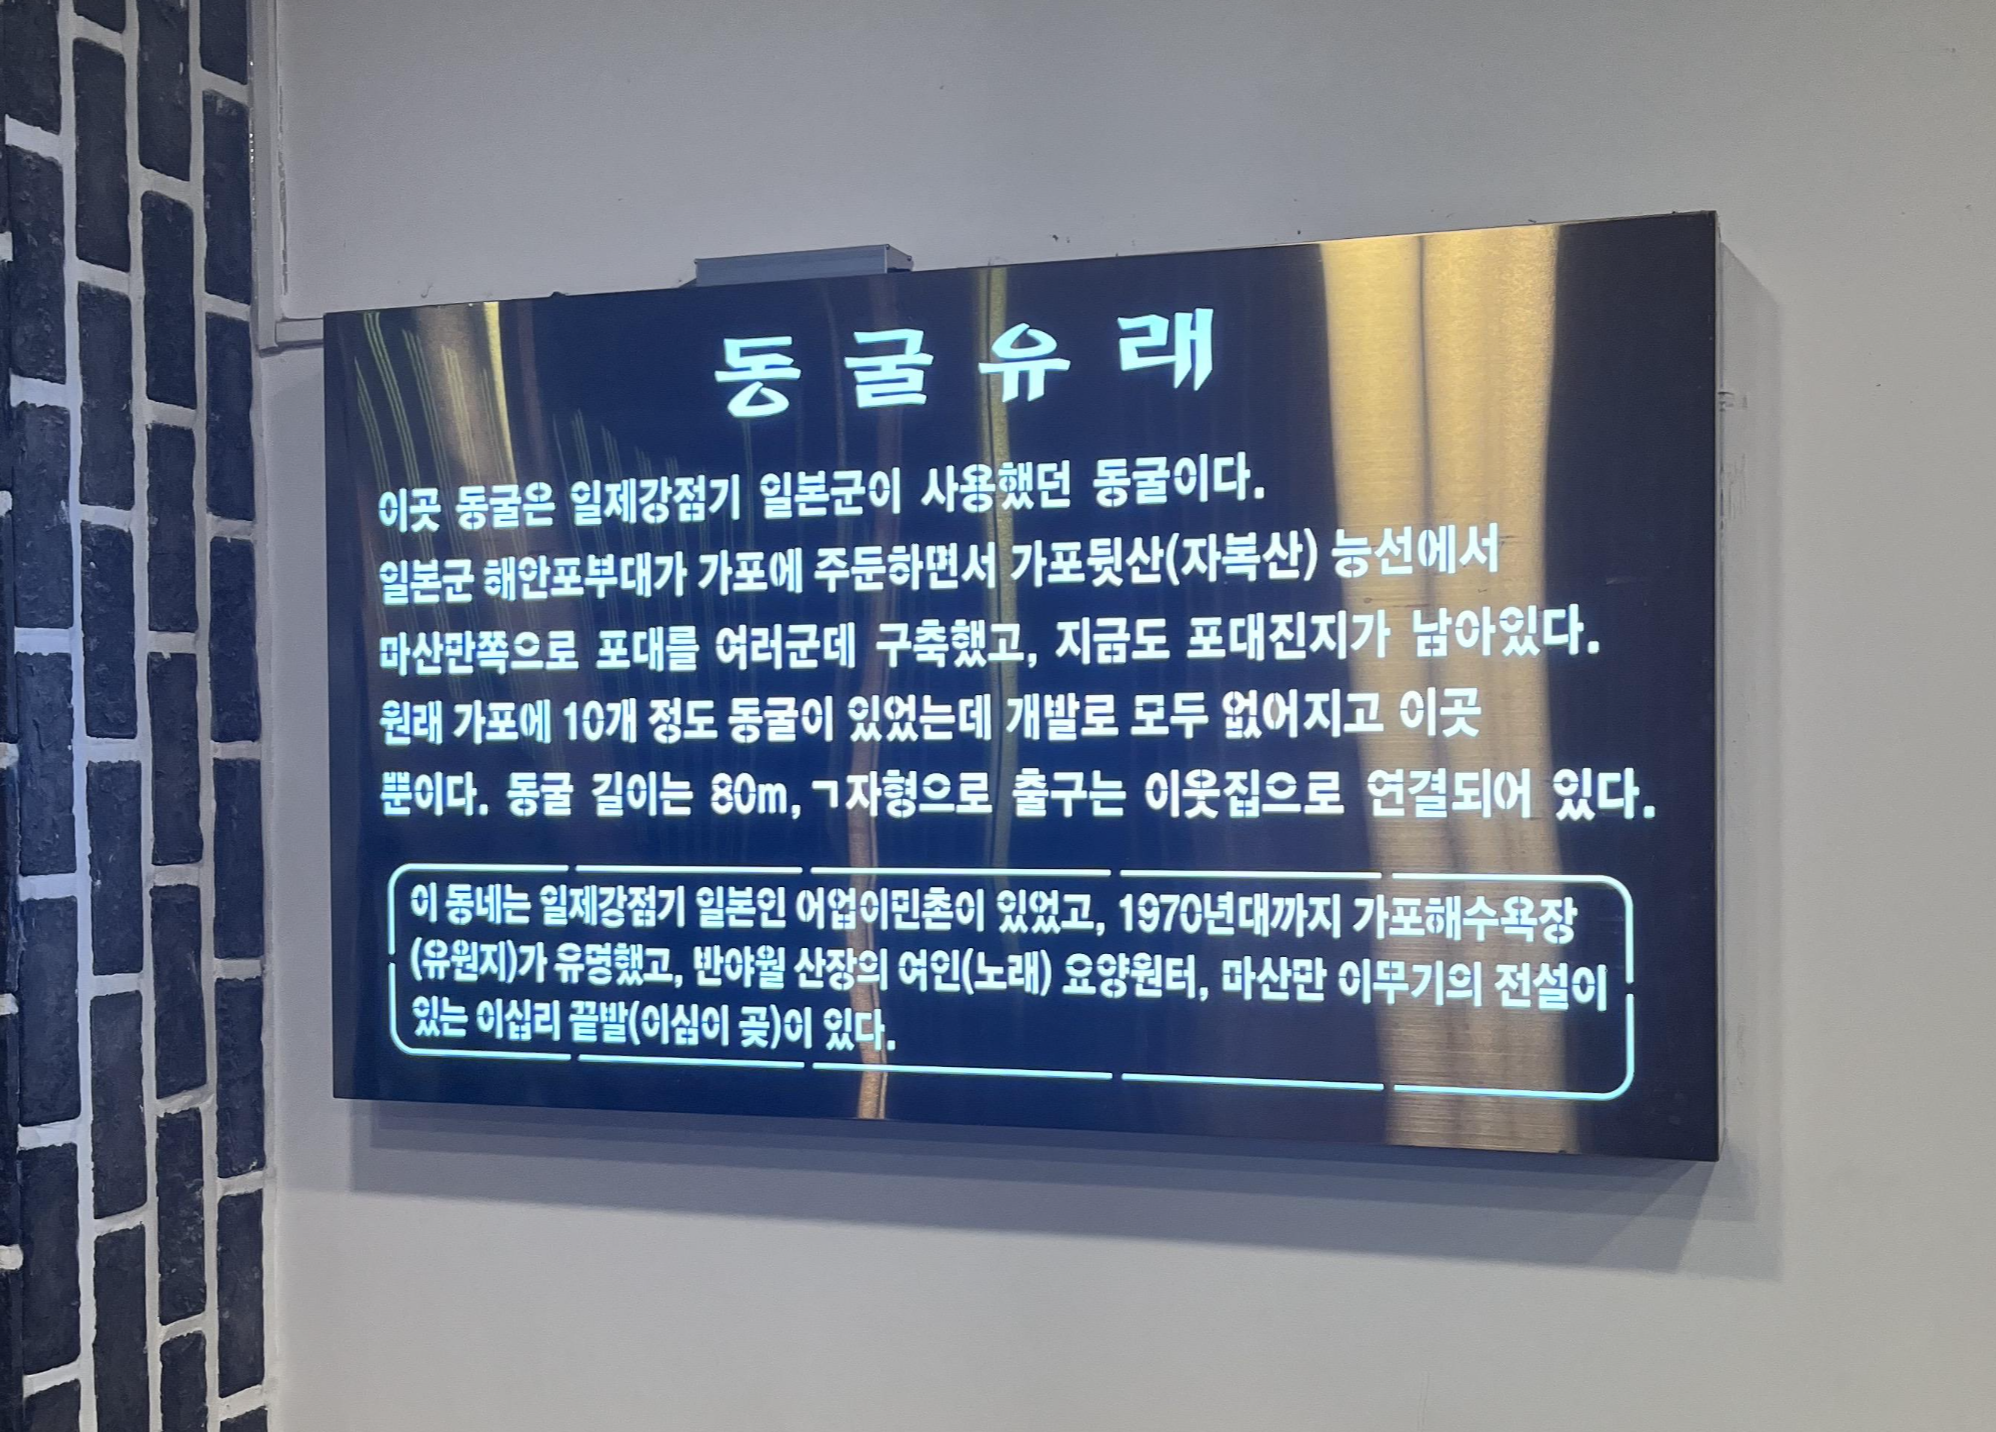 동굴유래
이곳 동굴은 일제강점기 일본군이 사용했던 동굴이다.
일본군 해안포부대가 가포에 주둔하면서 가포뒷산(자복산) 능선에서
마산만쪽으로 포대를 여러군데 구축했고, 지금도 포대진지가 남아있다.
원래 가포에 10개 정도 동굴이 있었는데 개발로 모두 없어지고 이곳
뿐이다. 동굴 길이는 80m, ㄱ자형으로 출구는 이웃집으로 연결되어 있다.
이 동네는 일제강점기 일본인 어업이민촌이 있었고, 1970년대까지 가포해수욕장
(유원지)가 유명했고, 반야월 산장의 여인(노래) 요양원터, 마산만 이무기의 전설이
있는 이십리 끝발(이심이 곶)이 있다.